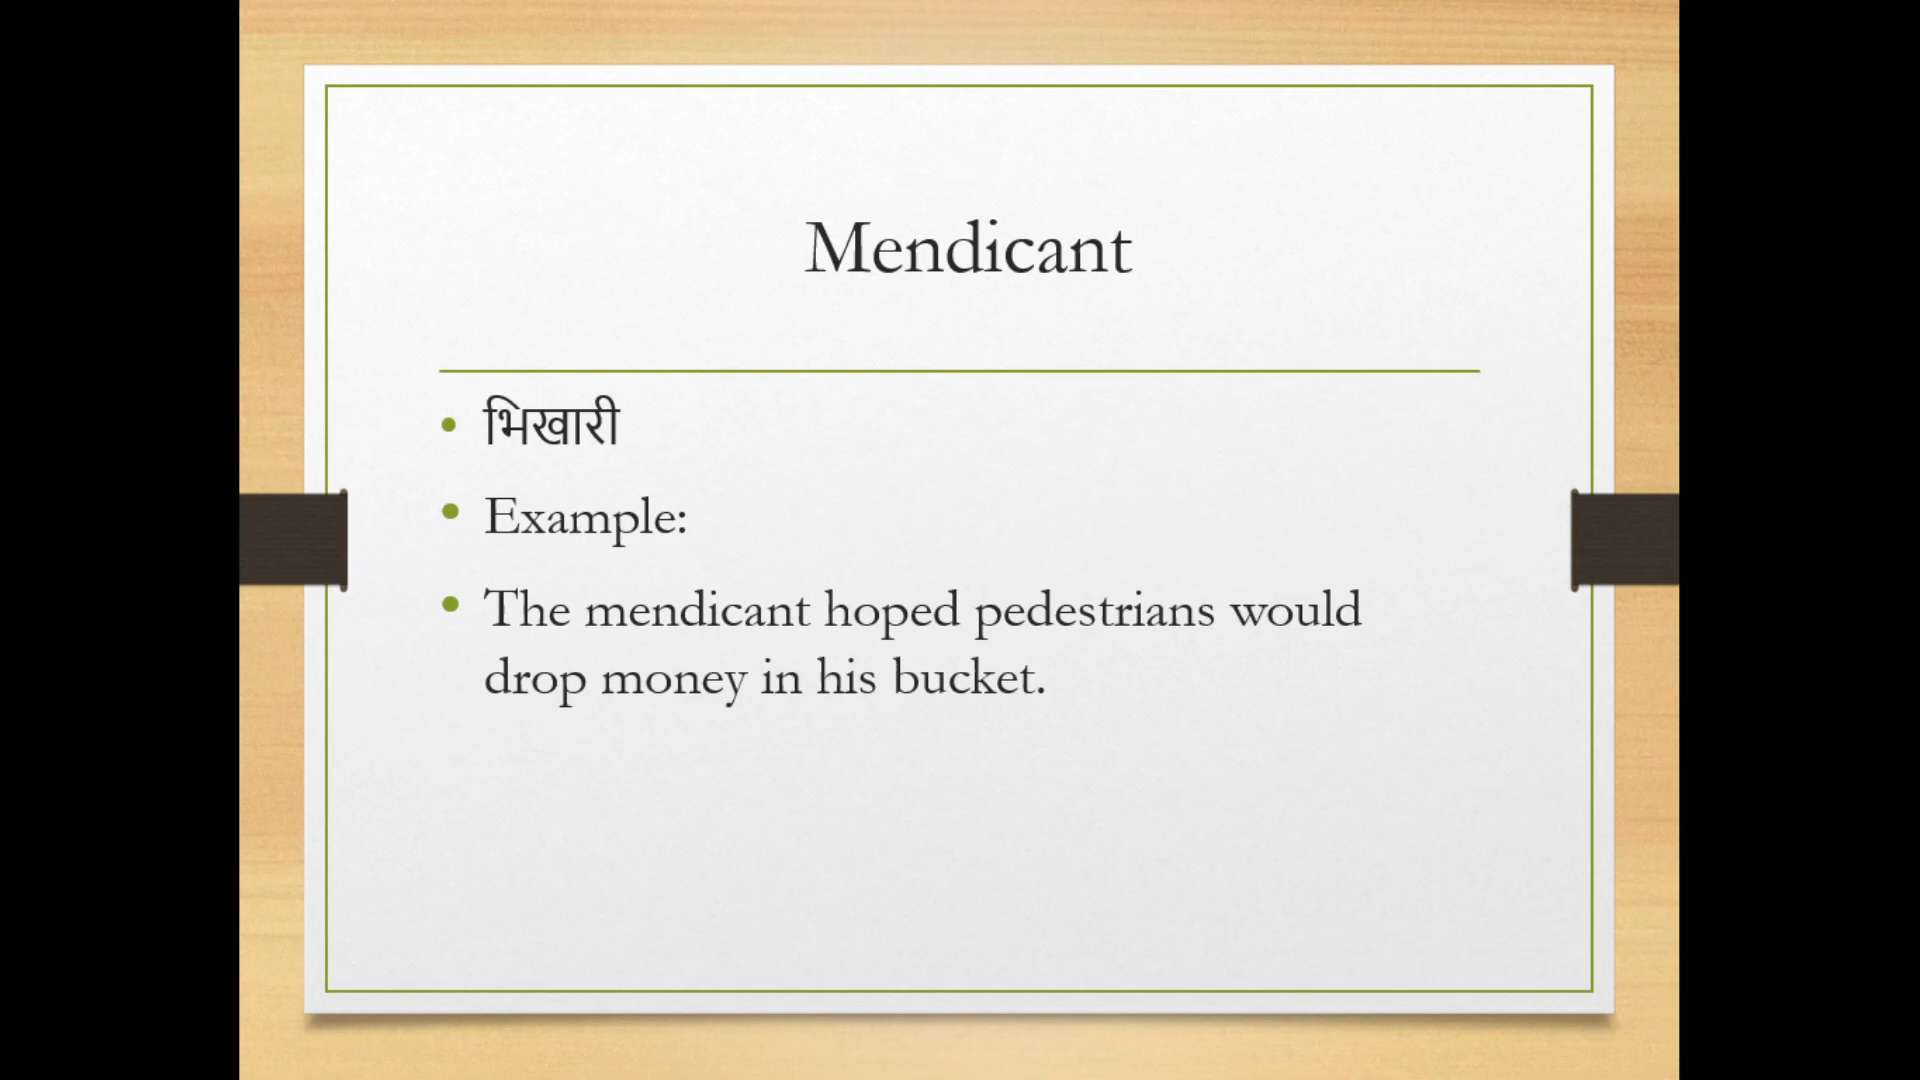 Mendicant
भिखारी
Example:
The mendicant hoped pedestrians would
drop money in his bucket.